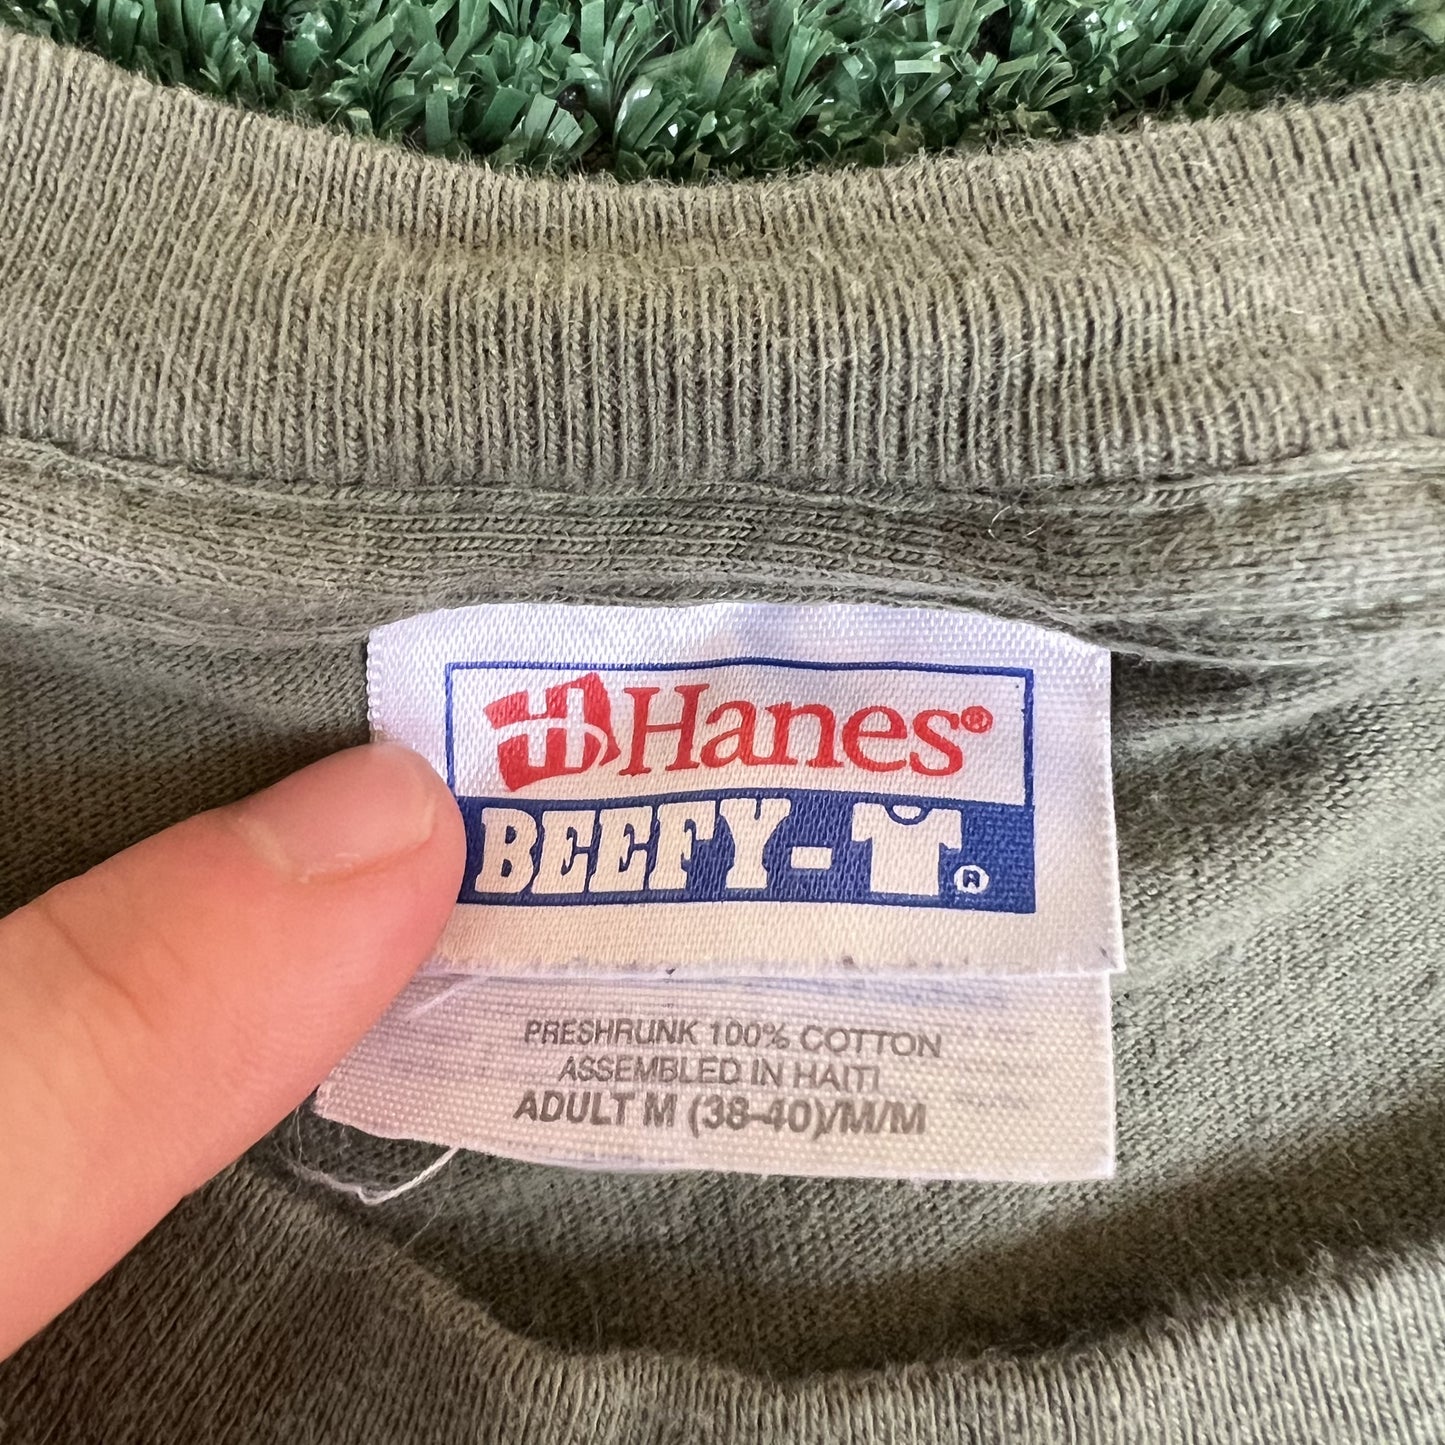 Hanes®
BEEFY-T®
PRESHRUNK 100% COTTON
ASSEMBLED IN HAITI
ADULT M (38-40)/M/M